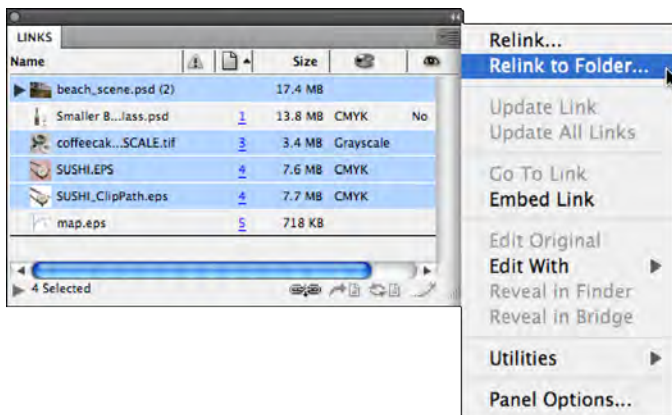 LINKS
Name Size
beach_scene.psd (2) 17.4 MB
Smaller B...lass.psd 1 13.8 MB CMYK No
coffeecak...SCALE.tif 3 3.4 MB Grayscale
SUSHI.EPS 4 7.6 MB CMYK
SUSHI_ClipPath.eps 4 7.7 MB CMYK
map.eps 5 718 KB
4 Selected
Relink...
Relink to Folder...
Update Link
Update All Links
Go To Link
Embed Link
Edit Original
Edit With
Reveal in Finder
Reveal in Bridge
Utilities
Panel Options...